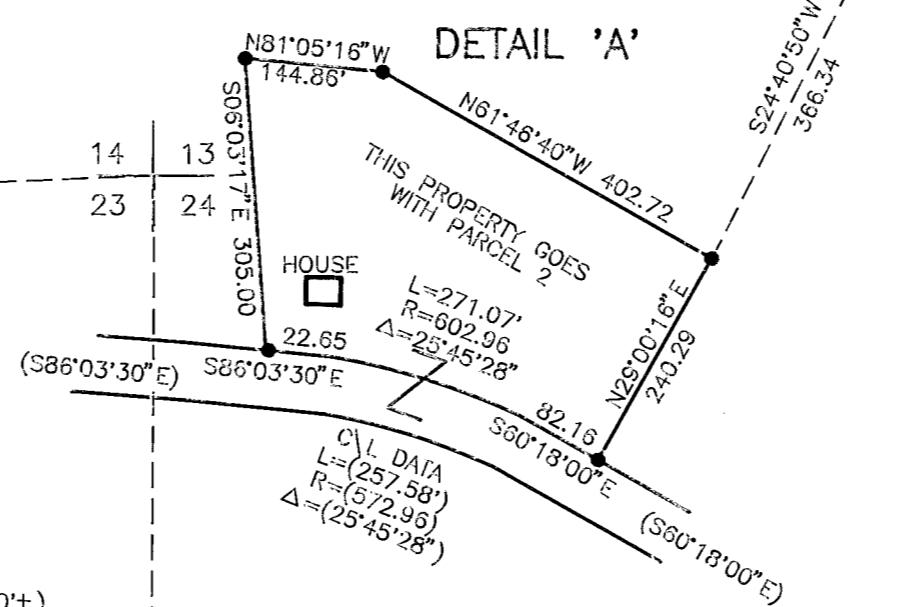 DETAIL 'A'
N81°05'16"W
144.86'
S24°40'50"W
366.34
N61°46'40"W 402.72
S06°03'17"E 305.00
14 13
23 24
THIS PROPERTY GOES
WITH PARCEL 2
HOUSE
L=271.07'
R=602.96
Δ=25°45'28"
N29°00'16"E
240.29
22.65
(S86°03'30"E)
S86°03'30"E
82.16
S60°18'00"E
C\L DATA
L=(257.58')
R=(572.96)
Δ=(25°45'28")
(S60°18'00"E)
0'±)